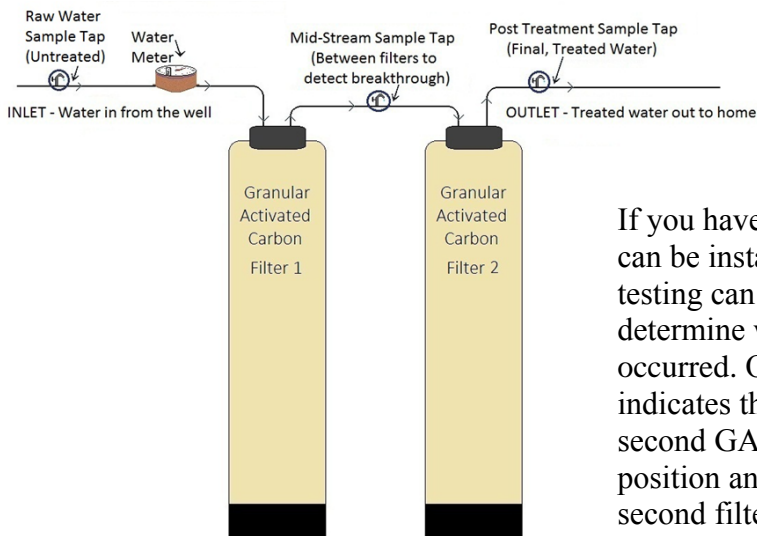 Raw Water
Sample Tap
(Untreated)
Water
Meter
Mid-Stream Sample Tap
(Between filters to
detect breakthrough)
Post Treatment Sample Tap
(Final, Treated Water)
INLET - Water in from the well
OUTLET - Treated water out to home
Granular
Activated
Carbon
Filter 1
Granular
Activated
Carbon
Filter 2
If you have
can be insta
testing can
determine v
occurred. O
indicates th
second GA
position an
second filte